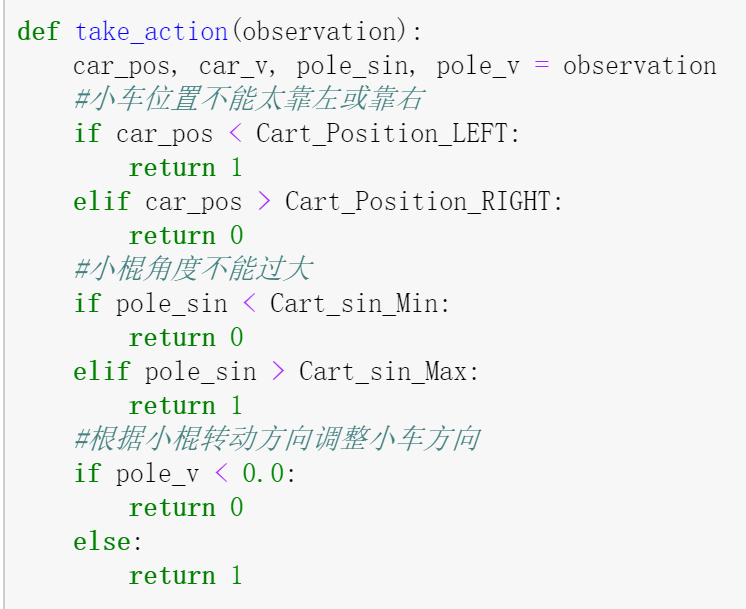 def take_action(observation):
    car_pos, car_v, pole_sin, pole_v = observation
    #小车位置不能太靠左或靠右
    if car_pos < Cart_Position_LEFT:
        return 1
    elif car_pos > Cart_Position_RIGHT:
        return 0
    #小棍角度不能过大
    if pole_sin < Cart_sin_Min:
        return 0
    elif pole_sin > Cart_sin_Max:
        return 1
    #根据小棍转动方向调整小车方向
    if pole_v < 0.0:
        return 0
    else:
        return 1